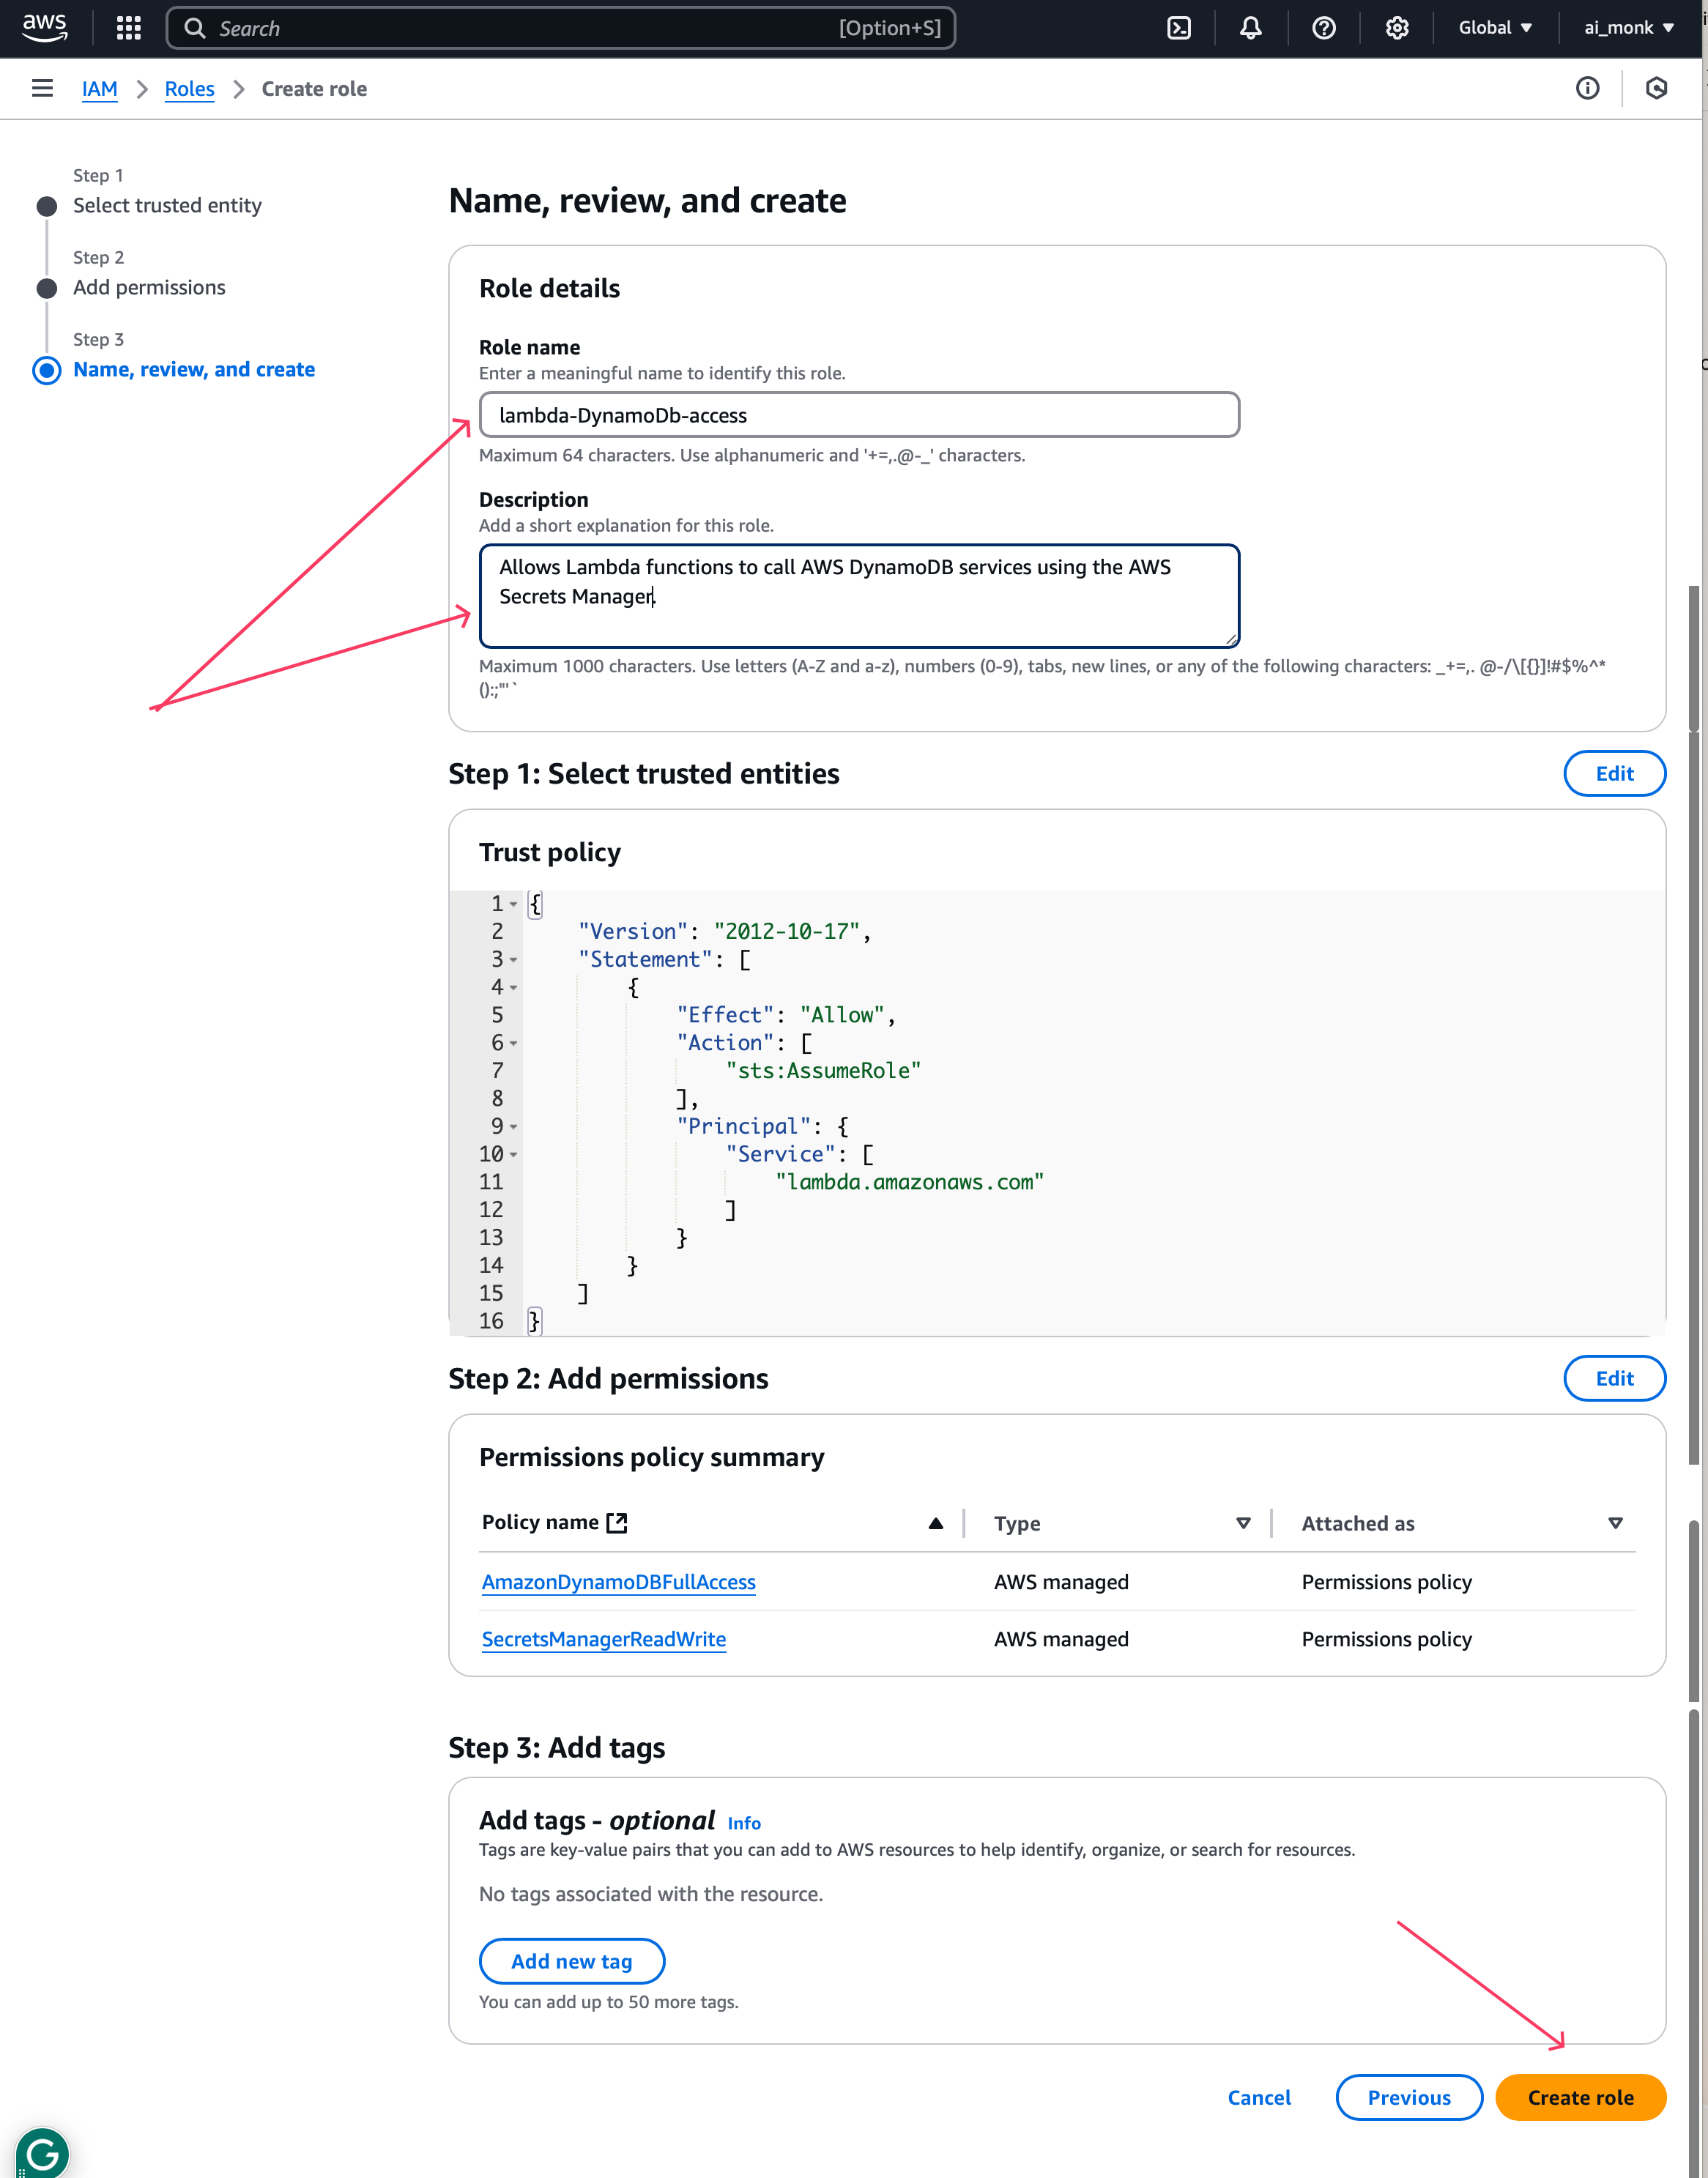 aws
Search
[Option+S]
Global
ai_monk
IAM
Roles
Create role
Step 1
Select trusted entity
Step 2
Add permissions
Step 3
Name, review, and create
Name, review, and create
Role details
Role name
Enter a meaningful name to identify this role.
lambda-DynamoDb-access
Maximum 64 characters. Use alphanumeric and '+=,.@-_' characters.
Description
Add a short explanation for this role.
Allows Lambda functions to call AWS DynamoDB services using the AWS
Secrets Manager.
Maximum 1000 characters. Use letters (A-Z and a-z), numbers (0-9), tabs, new lines, or any of the following characters: _+=,. @-/\[{}]!#$%^*
():;"'`
Step 1: Select trusted entities
Edit
Trust policy
1 {
2 "Version": "2012-10-17",
3 "Statement": [
4 {
5 "Effect": "Allow",
6 "Action": [
7 "sts:AssumeRole"
8 ],
9 "Principal": {
10 "Service": [
11 "lambda.amazonaws.com"
12 ]
13 }
14 }
15 ]
16 }
Step 2: Add permissions
Edit
Permissions policy summary
Policy name
Type
Attached as
AmazonDynamoDBFullAccess
AWS managed
Permissions policy
SecretsManagerReadWrite
AWS managed
Permissions policy
Step 3: Add tags
Add tags - optional Info
Tags are key-value pairs that you can add to AWS resources to help identify, organize, or search for resources.
No tags associated with the resource.
Add new tag
You can add up to 50 more tags.
Cancel
Previous
Create role